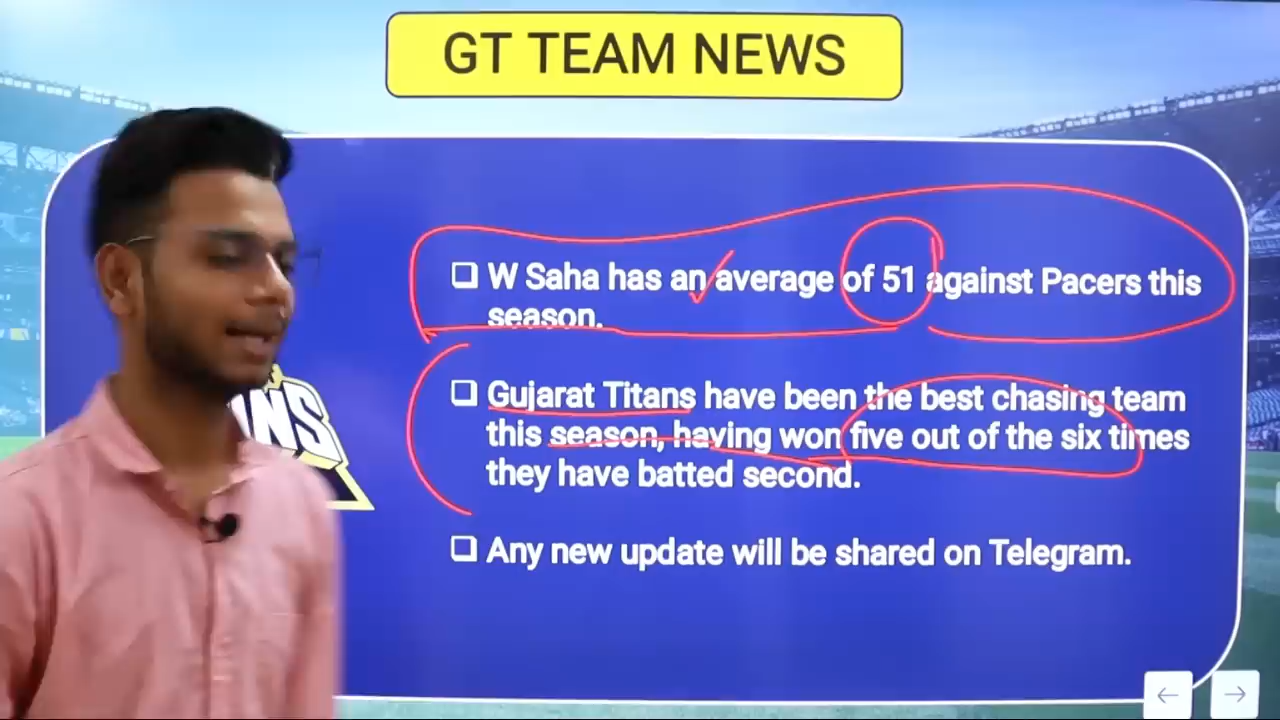 GT TEAM NEWS
W Saha has an average of 51 against Pacers this
season.
Gujarat Titans have been the best chasing team
this season, having won five out of the six times
they have batted second.
Any new update will be shared on Telegram.